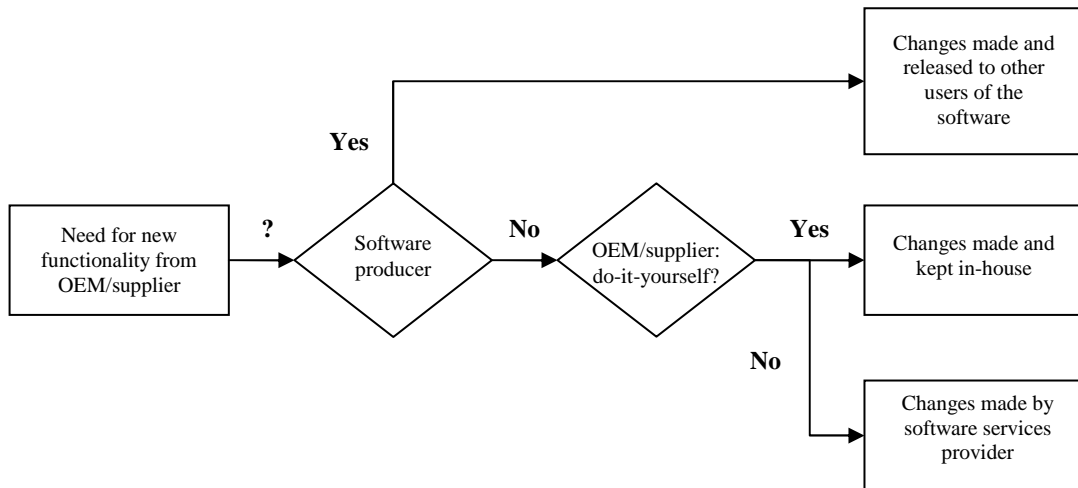 Changes made and
released to other
users of the
software
Yes
Need for new
functionality from
OEM/supplier
?
Software
producer
No
OEM/supplier:
do-it-yourself?
Yes
Changes made and
kept in-house
No
Changes made by
software services
provider